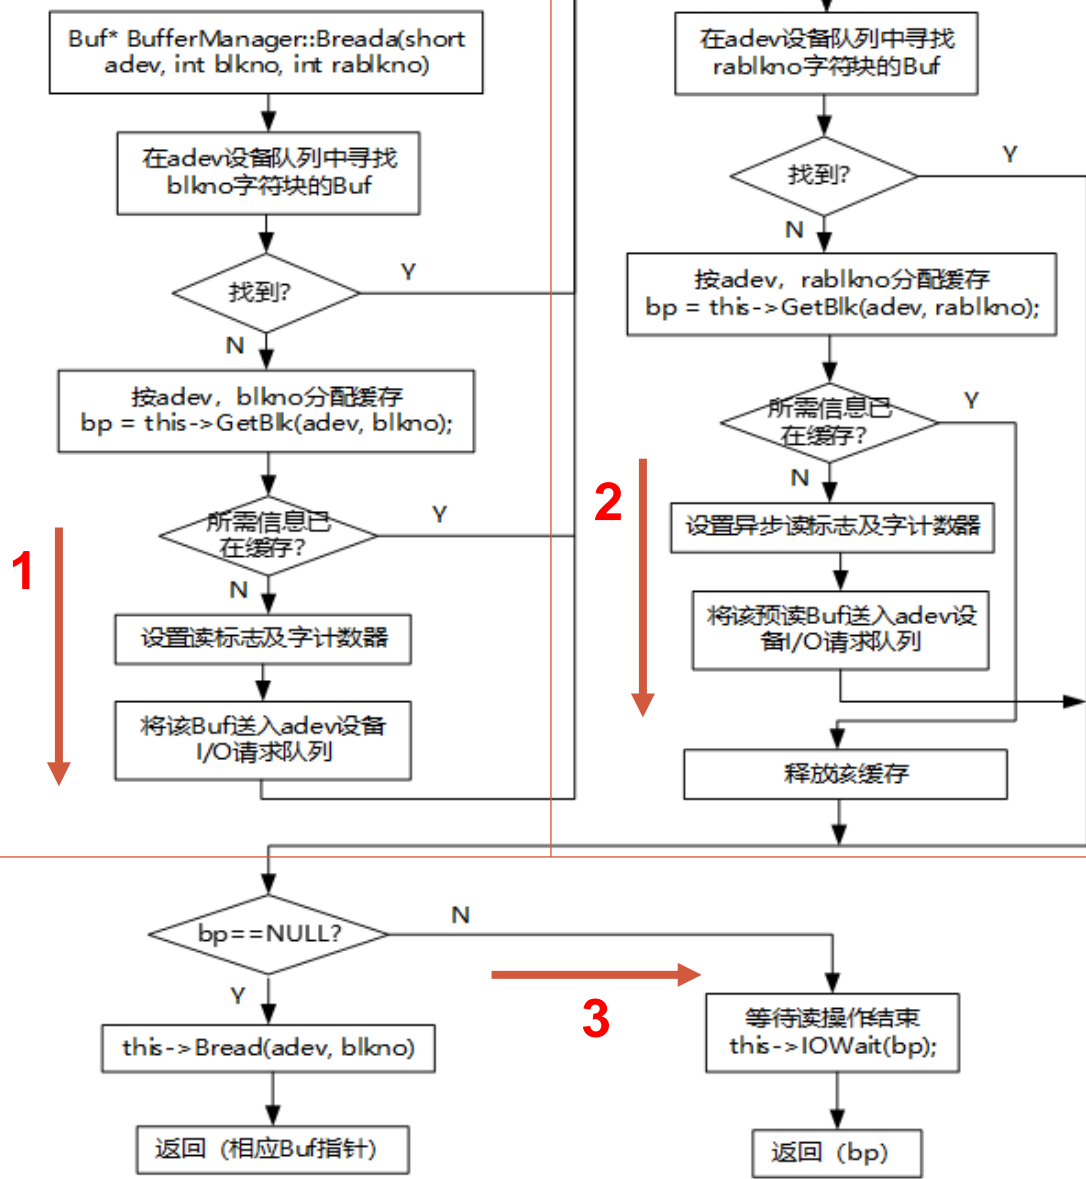 Buf* BufferManager::Breada(short
adev, int blkno, int rablkno)
在adev设备队列中寻找
blkno字符块的Buf
找到?
Y
N
按adev，blkno分配缓存
bp = this->GetBlk(adev, blkno);
所需信息已
在缓存?
Y
N
1
设置读标志及字计数器
将该Buf送入adev设备
I/O请求队列
在adev设备队列中寻找
rablkno字符块的Buf
找到?
Y
N
按adev，rablkno分配缓存
bp = this->GetBlk(adev, rablkno);
所需信息已
在缓存?
Y
N
2
设置异步读标志及字计数器
将该预读Buf送入adev设
备I/O请求队列
释放该缓存
bp==NULL?
N
Y
3
this->Bread(adev, blkno)
返回（相应Buf指针）
等待读操作结束
this->IOWait(bp);
返回（bp）